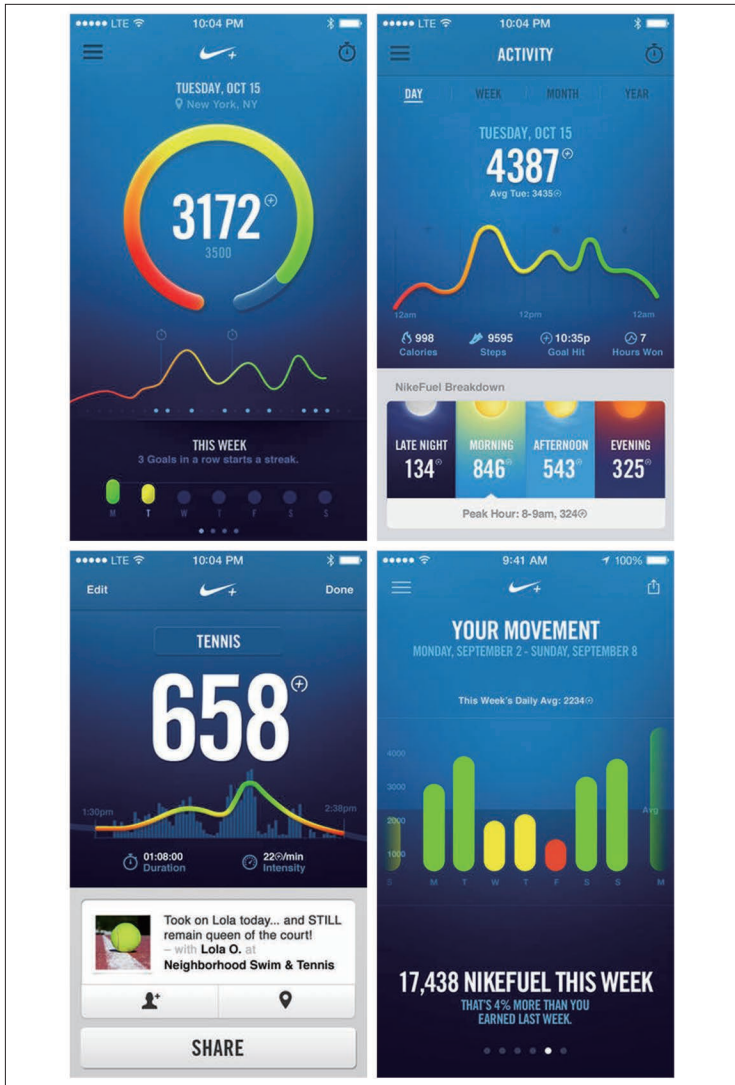 LTE 10:04 PM
TUESDAY, OCT 15
New York, NY
3172
3500
THIS WEEK
3 Goals in a row starts a streak.
M T W T F S S
LTE 10:04 PM
ACTIVITY
DAY WEEK MONTH YEAR
TUESDAY, OCT 15
4387
Avg Tue: 3435
12am 12pm 12am
998 9595 10:35p 7
Calories Steps Goal Hit Hours Won
NikeFuel Breakdown
LATE NIGHT MORNING AFTERNOON EVENING
134 846 543 325
Peak Hour: 8-9am, 324
LTE 10:04 PM
Edit Done
TENNIS
658
1:30pm 2:38pm
01:08:00 22/min
Duration Intensity
Took on Lola today... and STILL
remain queen of the court!
– with Lola O. at
Neighborhood Swim & Tennis
SHARE
9:41 AM 100%
YOUR MOVEMENT
MONDAY, SEPTEMBER 2 - SUNDAY, SEPTEMBER 8
This Week's Daily Avg: 2234
4000
3000
2000 Avg
1000
S M T W T F S S M
17,438 NIKEFUEL THIS WEEK
THAT'S 4% MORE THAN YOU
EARNED LAST WEEK.